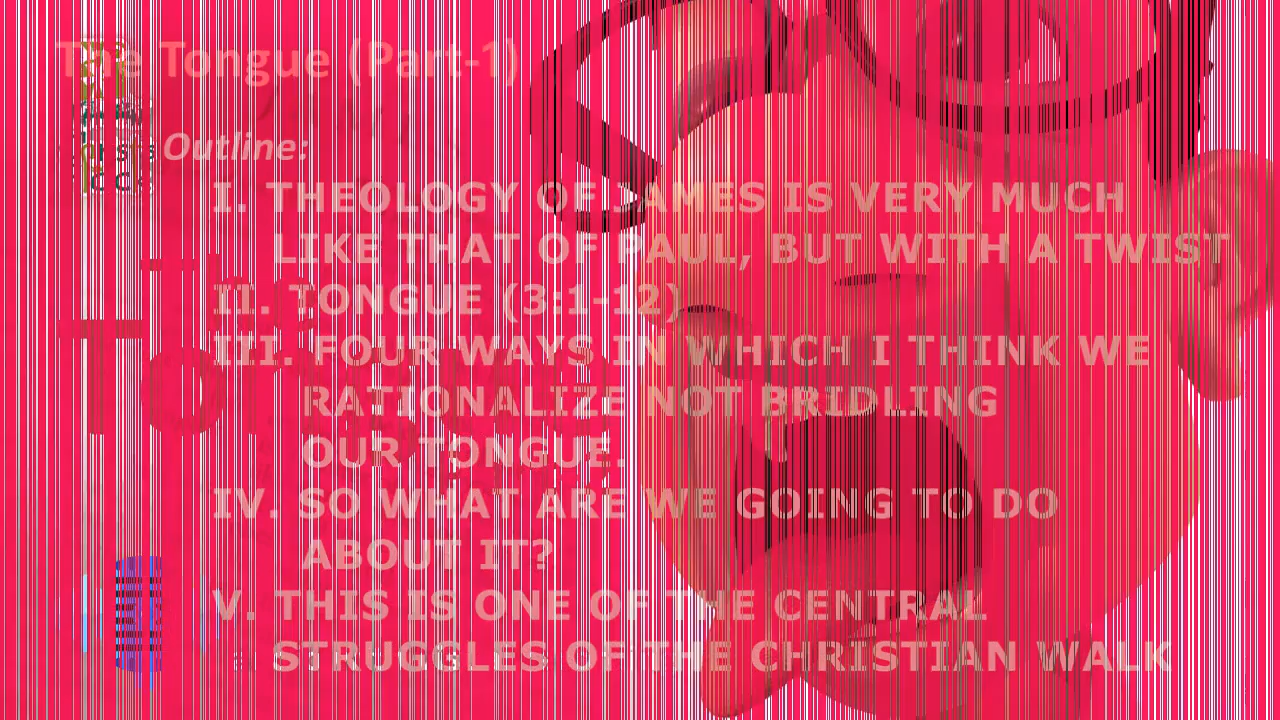 The Tongue (Part-1)
Outline:
I. THEOLOGY OF JAMES IS VERY MUCH
LIKE THAT OF PAUL, BUT WITH A TWIST
II. TONGUE (3:1-12)
III. FOUR WAYS IN WHICH I THINK WE
RATIONALIZE NOT BRIDLING
OUR TONGUE.
IV. SO WHAT ARE WE GOING TO DO
ABOUT IT?
V. THIS IS ONE OF THE CENTRAL
STRUGGLES OF THE CHRISTIAN WALK
The
Tongue